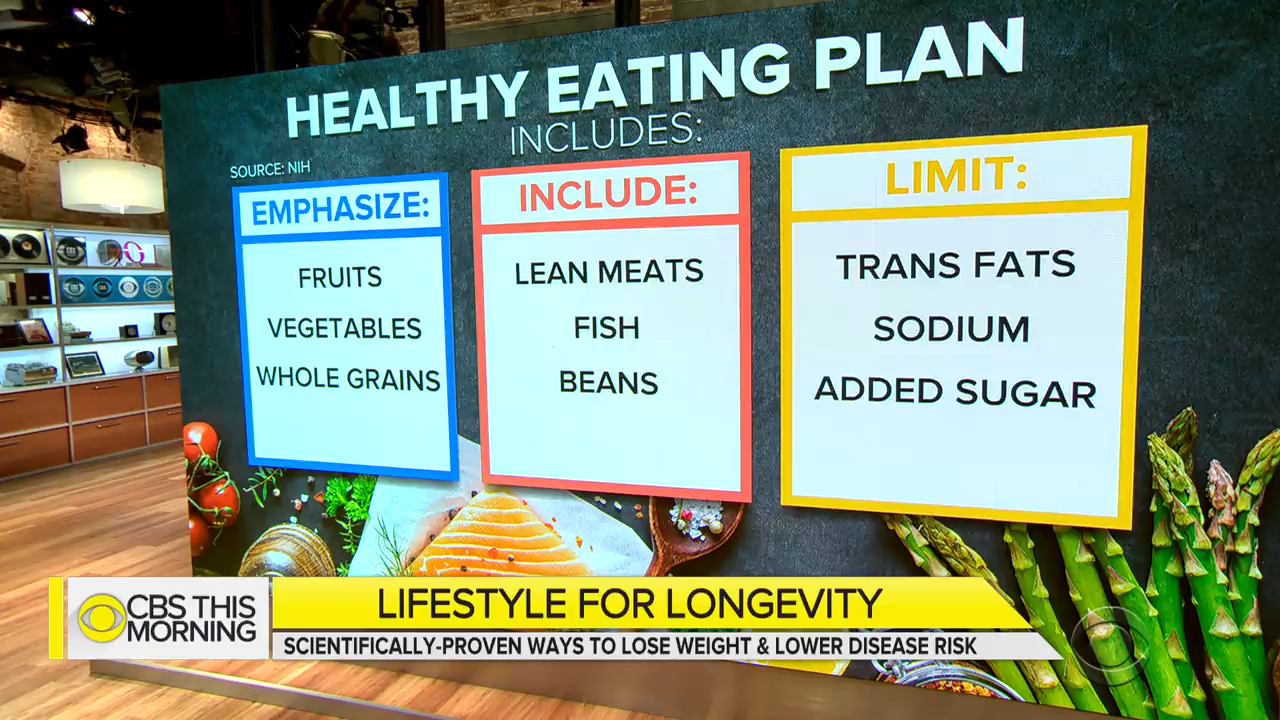 HEALTHY EATING PLAN
INCLUDES:
SOURCE: NIH
EMPHASIZE:
FRUITS
VEGETABLES
WHOLE GRAINS
INCLUDE:
LEAN MEATS
FISH
BEANS
LIMIT:
TRANS FATS
SODIUM
ADDED SUGAR
CBS THIS
MORNING
LIFESTYLE FOR LONGEVITY
SCIENTIFICALLY-PROVEN WAYS TO LOSE WEIGHT & LOWER DISEASE RISK